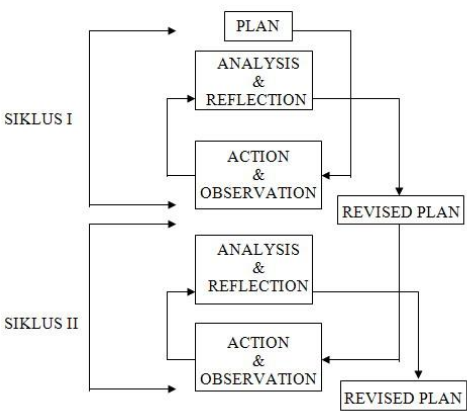 PLAN
ANALYSIS
&
REFLECTION
SIKLUS I
ACTION
&
OBSERVATION
REVISED PLAN
ANALYSIS
&
REFLECTION
SIKLUS II
ACTION
&
OBSERVATION
REVISED PLAN